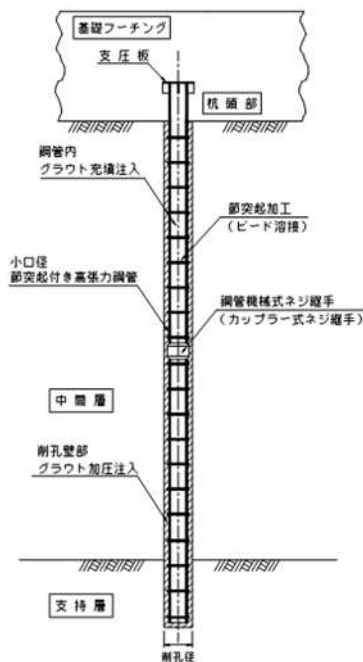 基礎フーチング
支圧板
杭頭部
鋼管内
グラウト充填注入
節突起加工
(ビード溶接)
小口径
節突起付き高張力鋼管
鋼管機械式ネジ継手
(カップラー式ネジ継手)
中間層
削孔壁部
グラウト加圧注入
支持層
削孔径